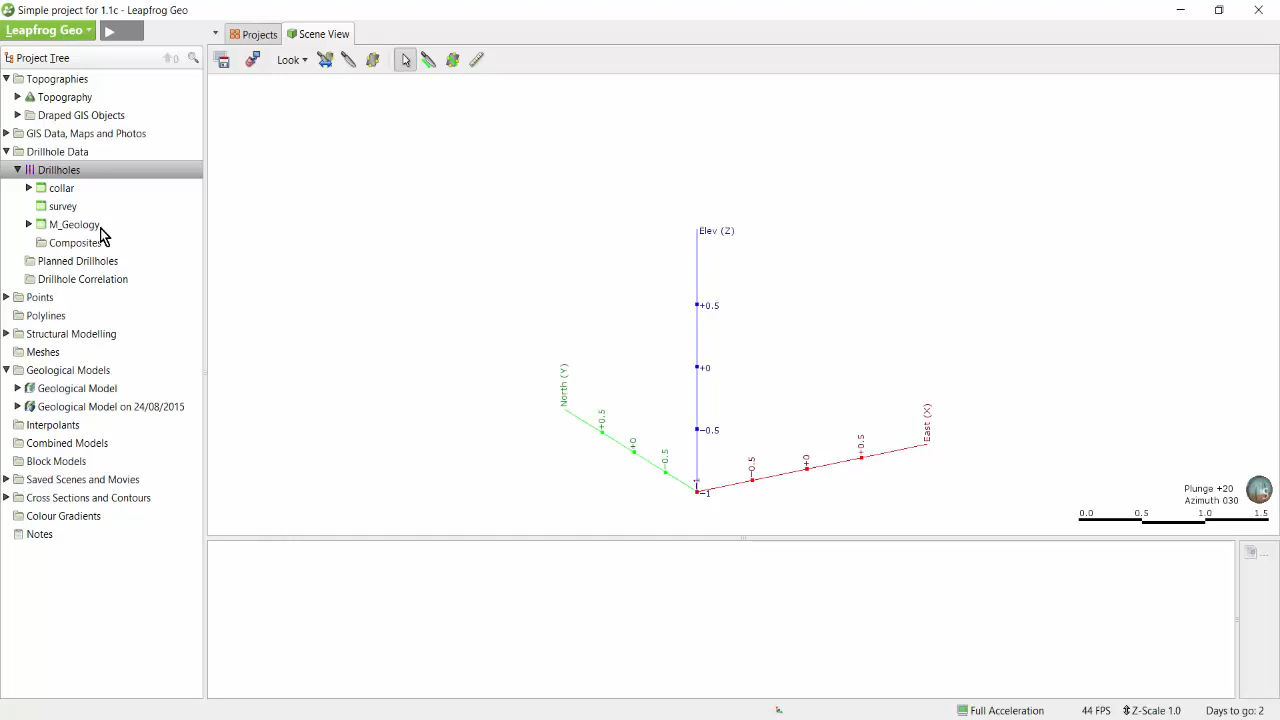 Simple project for 1.1c - Leapfrog Geo
Leapfrog Geo
Projects
Scene View
Project Tree
0
Look
Topographies
Topography
Draped GIS Objects
GIS Data, Maps and Photos
Drillhole Data
Drillholes
collar
survey
M_Geology
Composites
Planned Drillholes
Drillhole Correlation
Points
Polylines
Structural Modelling
Meshes
Geological Models
Geological Model
Geological Model on 24/08/2015
Interpolants
Combined Models
Block Models
Saved Scenes and Movies
Cross Sections and Contours
Colour Gradients
Notes
Elev (Z)
+0.5
+0
-0.5
-1
North (Y)
+0.5
+0
-0.5
-1
East (X)
+0.5
+0
-0.5
Plunge +20
Azimuth 030
0.0 0.5 1.0 1.5
...
Full Acceleration
44 FPS
Z-Scale 1.0
Days to go: 2